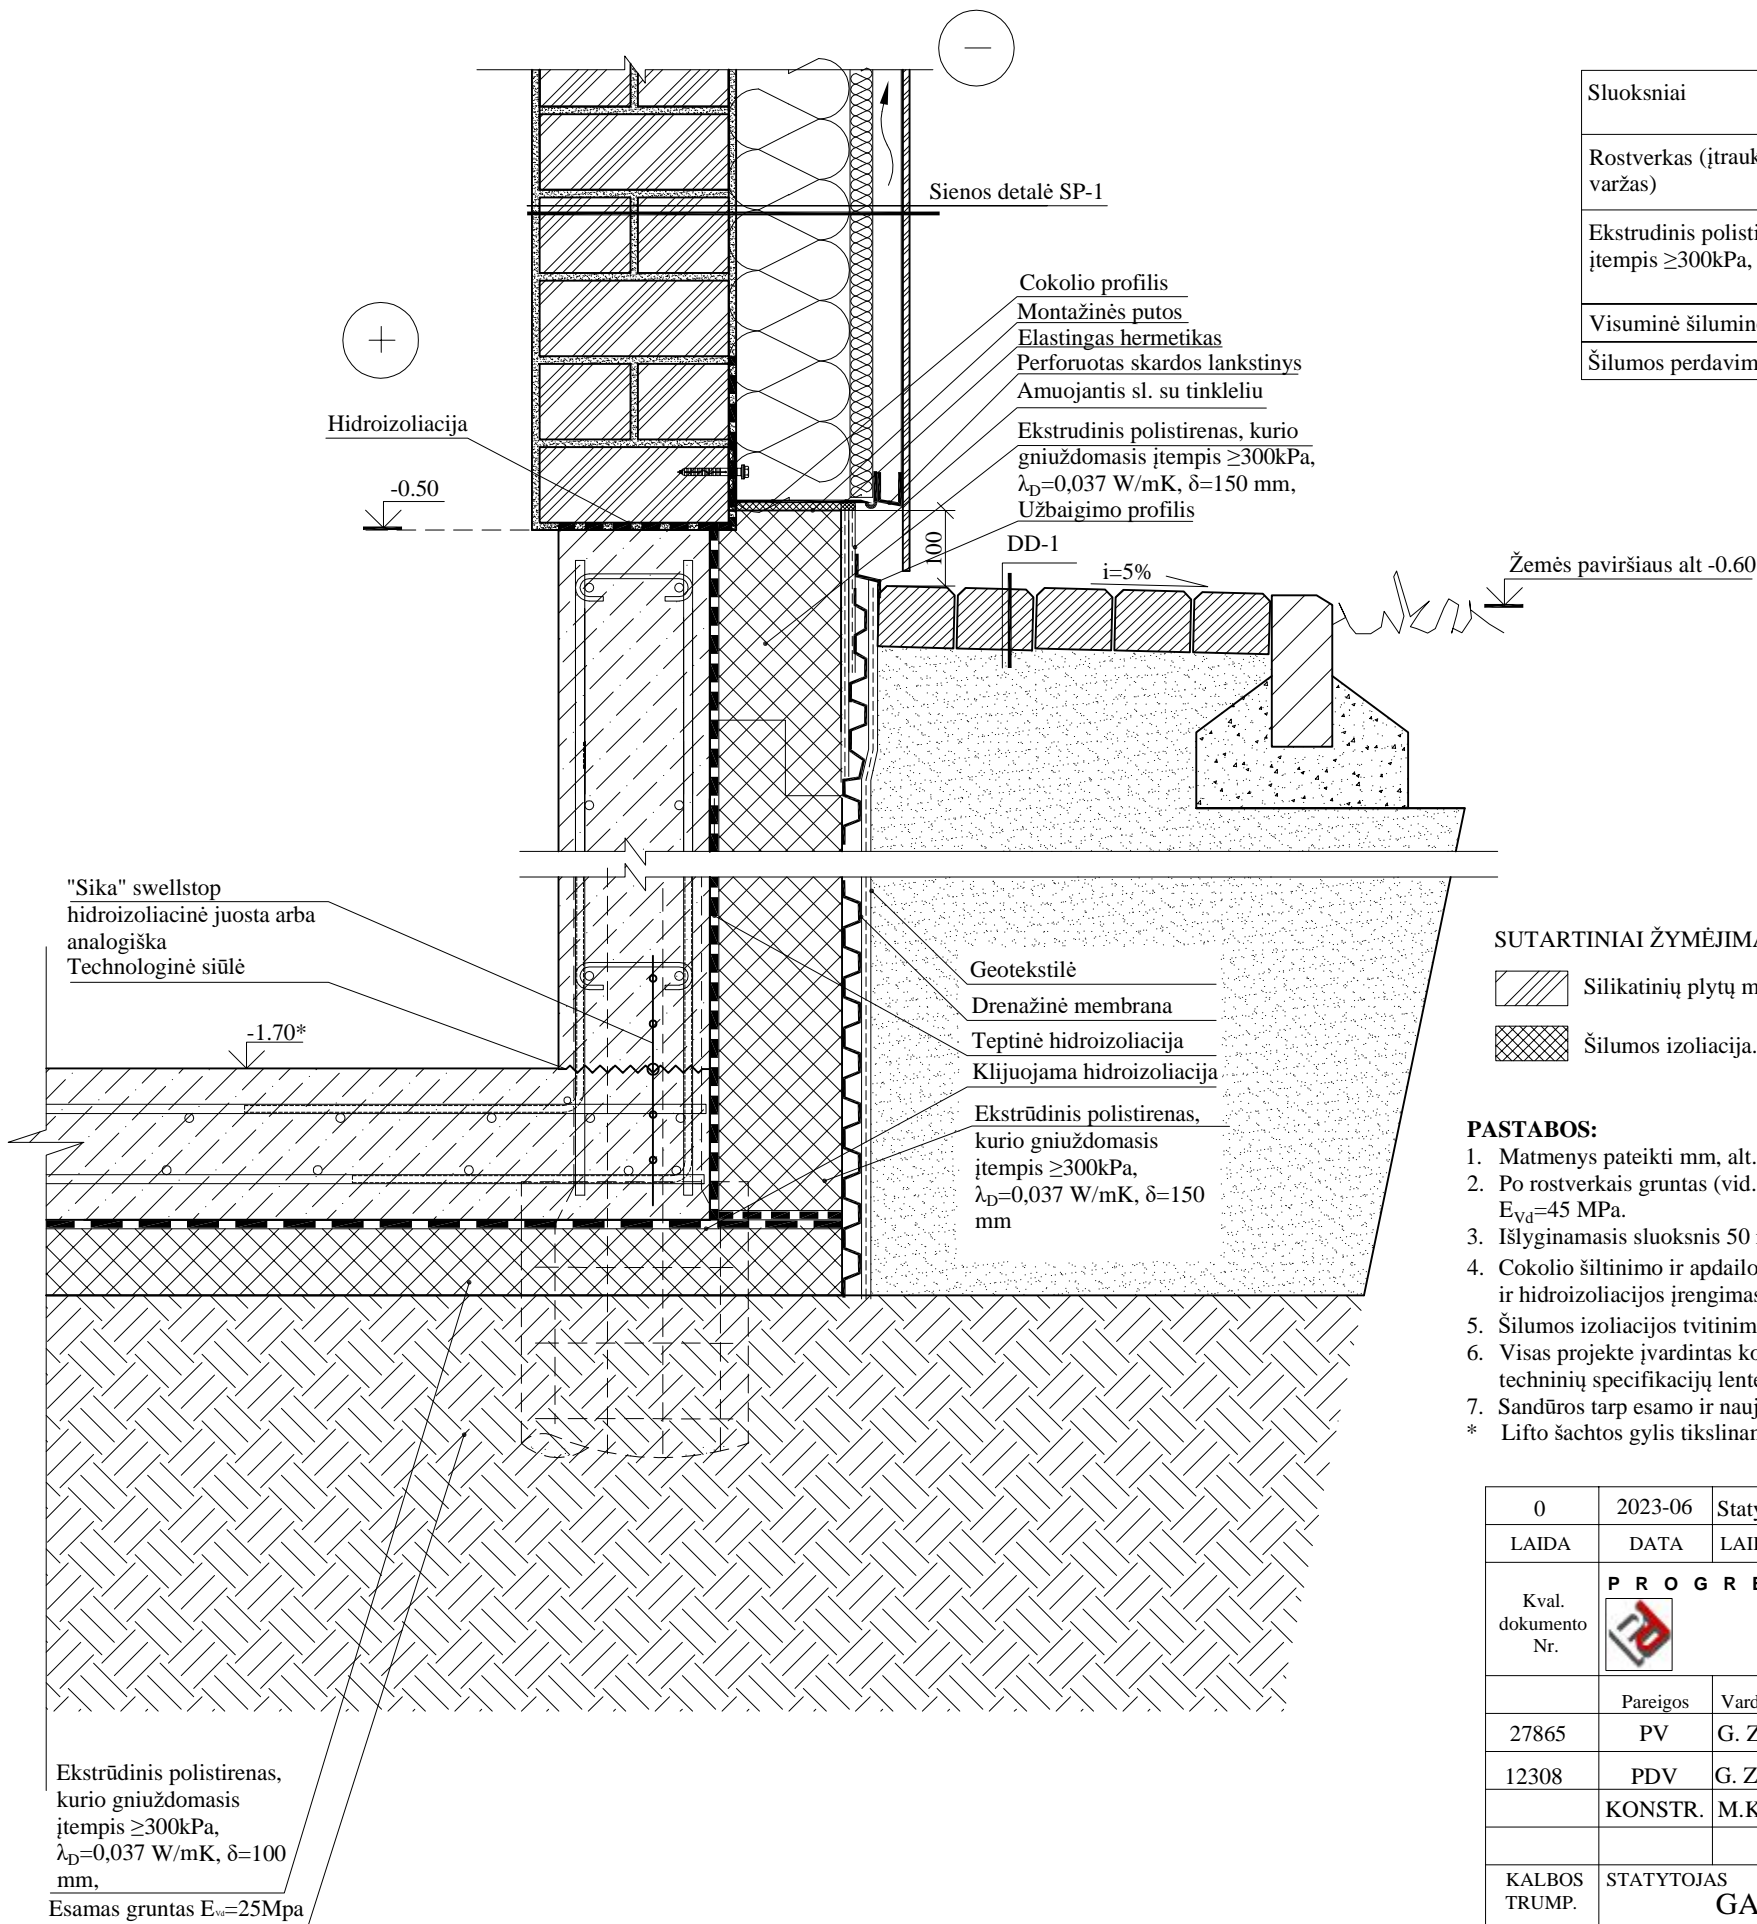 Sienos detalė SP-1
Cokolio profilis
Montažinės putos
Elastingas hermetikas
Perforuotas skardos lankstinys
Amuojantis sl. su tinkleliu
Ekstrudinis polistirenas, kurio
gniuždomasis įtempis ≥300kPa,
λD=0,037 W/mK, δ=150 mm,
Užbaigimo profilis
Hidroizoliacija
-0.50
100
DD-1
i=5%
Žemės paviršiaus alt -0.60
"Sika" swellstop
hidroizoliacinė juosta arba
analogiška
Technologinė siūlė
-1.70*
Geotekstilė
Drenažinė membrana
Teptinė hidroizoliacija
Klijuojama hidroizoliacija
Ekstrūdinis polistirenas,
kurio gniuždomasis
įtempis ≥300kPa,
λD=0,037 W/mK, δ=150
mm
Ekstrūdinis polistirenas,
kurio gniuždomasis
įtempis ≥300kPa,
λD=0,037 W/mK, δ=100
mm,
Esamas gruntas Evd=25Mpa
Sluoksniai
Rostverkas (įtrauk
varžas)
Ekstrudinis polisti
įtempis ≥300kPa,
Visuminė šilumin
Šilumos perdavim
SUTARTINIAI ŽYMĖJIMA
Silikatinių plytų m
Šilumos izoliacija.
PASTABOS:
1. Matmenys pateikti mm, alt.
2. Po rostverkais gruntas (vid.
EVd=45 MPa.
3. Išlyginamasis sluoksnis 50
4. Cokolio šiltinimo ir apdailo
ir hidroizoliacijos įrengimas
5. Šilumos izoliacijos tvitinim
6. Visas projekte įvardintas ko
techninių specifikacijų lente
7. Sandūros tarp esamo ir nauj
* Lifto šachtos gylis tikslinam
0 2023-06 Staty
LAIDA DATA LAID
Kval.
dokumento
Nr.
P R O G R E
Pareigos Vard
27865 PV G. Z
12308 PDV G. Z
KONSTR. M.K
KALBOS
TRUMP.
STATYTOJAS
GA